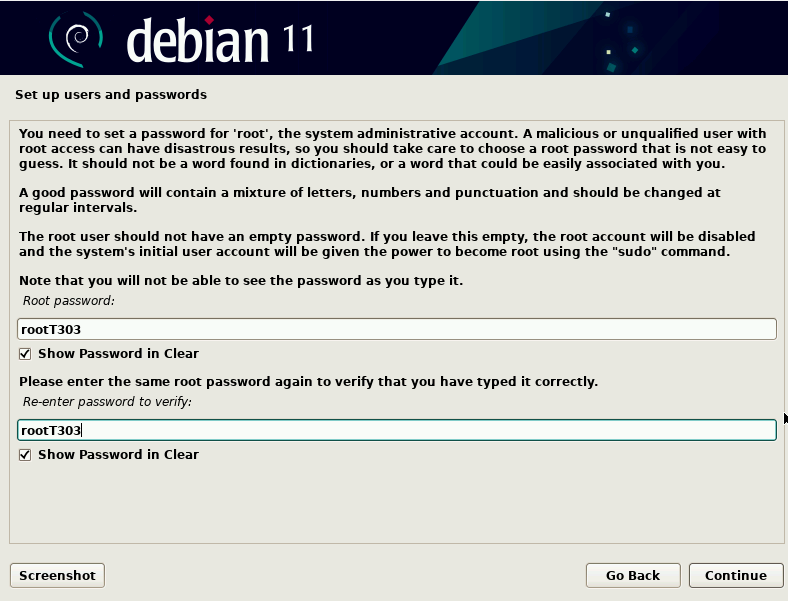 debian 11
Set up users and passwords
You need to set a password for 'root', the system administrative account. A malicious or unqualified user with
root access can have disastrous results, so you should take care to choose a root password that is not easy to
guess. It should not be a word found in dictionaries, or a word that could be easily associated with you.
A good password will contain a mixture of letters, numbers and punctuation and should be changed at
regular intervals.
The root user should not have an empty password. If you leave this empty, the root account will be disabled
and the system's initial user account will be given the power to become root using the "sudo" command.
Note that you will not be able to see the password as you type it.
Root password:
rootT303
Show Password in Clear
Please enter the same root password again to verify that you have typed it correctly.
Re-enter password to verify:
rootT303
Show Password in Clear
Screenshot
Go Back
Continue